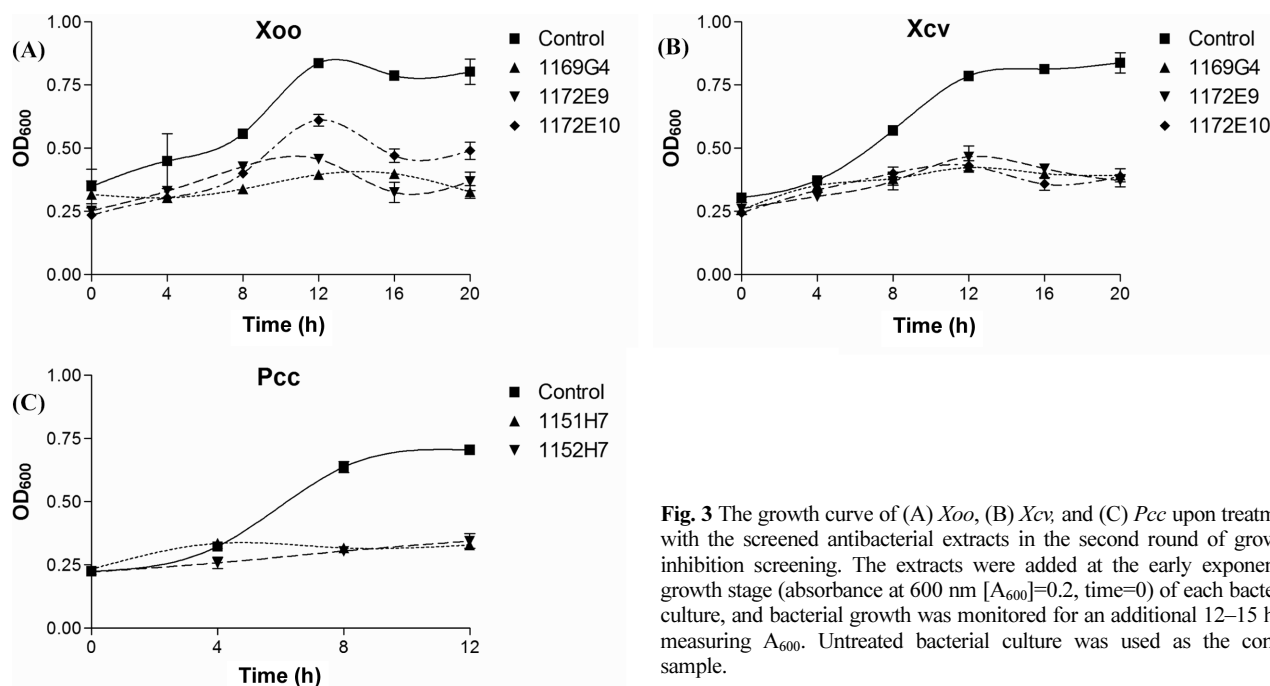 (A)
Xoo
1.00
0.75
0.50
0.25
0.00
OD600
0 4 8 12 16 20
Time (h)
Control
1169G4
1172E9
1172E10
(B)
Xcv
1.00
0.75
0.50
0.25
0.00
OD600
0 4 8 12 16 20
Time (h)
Control
1169G4
1172E9
1172E10
(C)
Pcc
1.00
0.75
0.50
0.25
0.00
OD600
0 4 8 12
Time (h)
Control
1151H7
1152H7
Fig. 3 The growth curve of (A) Xoo, (B) Xcv, and (C) Pcc upon treatm
with the screened antibacterial extracts in the second round of grow
inhibition screening. The extracts were added at the early exponen
growth stage (absorbance at 600 nm [A600]=0.2, time=0) of each bacte
culture, and bacterial growth was monitored for an additional 12–15 h
measuring A600. Untreated bacterial culture was used as the con
sample.